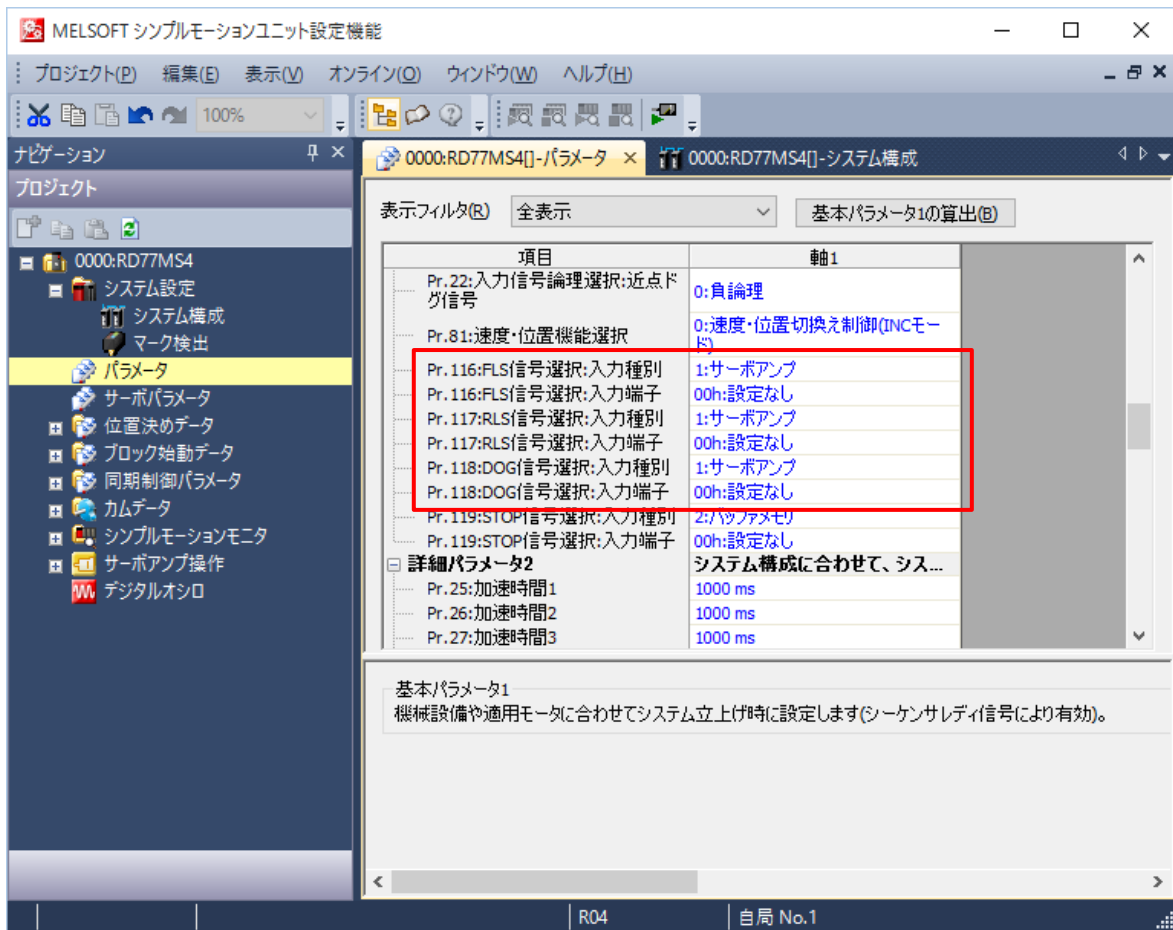 MELSOFT シンプルモーションユニット設定機能
プロジェクト(P) 編集(E) 表示(V) オンライン(O) ウィンドウ(W) ヘルプ(H)
100%
ナビゲーション
プロジェクト
0000:RD77MS4
システム設定
システム構成
マーク検出
パラメータ
サーボパラメータ
位置決めデータ
ブロック始動データ
同期制御パラメータ
カムデータ
シンプルモーションモニタ
サーボアンプ操作
デジタルオシロ
0000:RD77MS4[]-パラメータ
0000:RD77MS4[]-システム構成
表示フィルタ(R) 全表示 基本パラメータ1の算出(B)
項目 軸1
Pr.22:入力信号論理選択:近点ド
グ信号 0:負論理
Pr.81:速度・位置機能選択 0:速度・位置切換え制御(INCモー
ド)
Pr.116:FLS信号選択:入力種別 1:サーボアンプ
Pr.116:FLS信号選択:入力端子 00h:設定なし
Pr.117:RLS信号選択:入力種別 1:サーボアンプ
Pr.117:RLS信号選択:入力端子 00h:設定なし
Pr.118:DOG信号選択:入力種別 1:サーボアンプ
Pr.118:DOG信号選択:入力端子 00h:設定なし
Pr.119:STOP信号選択:入力種別 2:バッファメモリ
Pr.119:STOP信号選択:入力端子 00h:設定なし
詳細パラメータ2 システム構成に合わせて、シス...
Pr.25:加速時間1 1000 ms
Pr.26:加速時間2 1000 ms
Pr.27:加速時間3 1000 ms
基本パラメータ1
機械設備や適用モータに合わせてシステム立上げ時に設定します(シーケンサレディ信号により有効)。
R04 自局 No.1